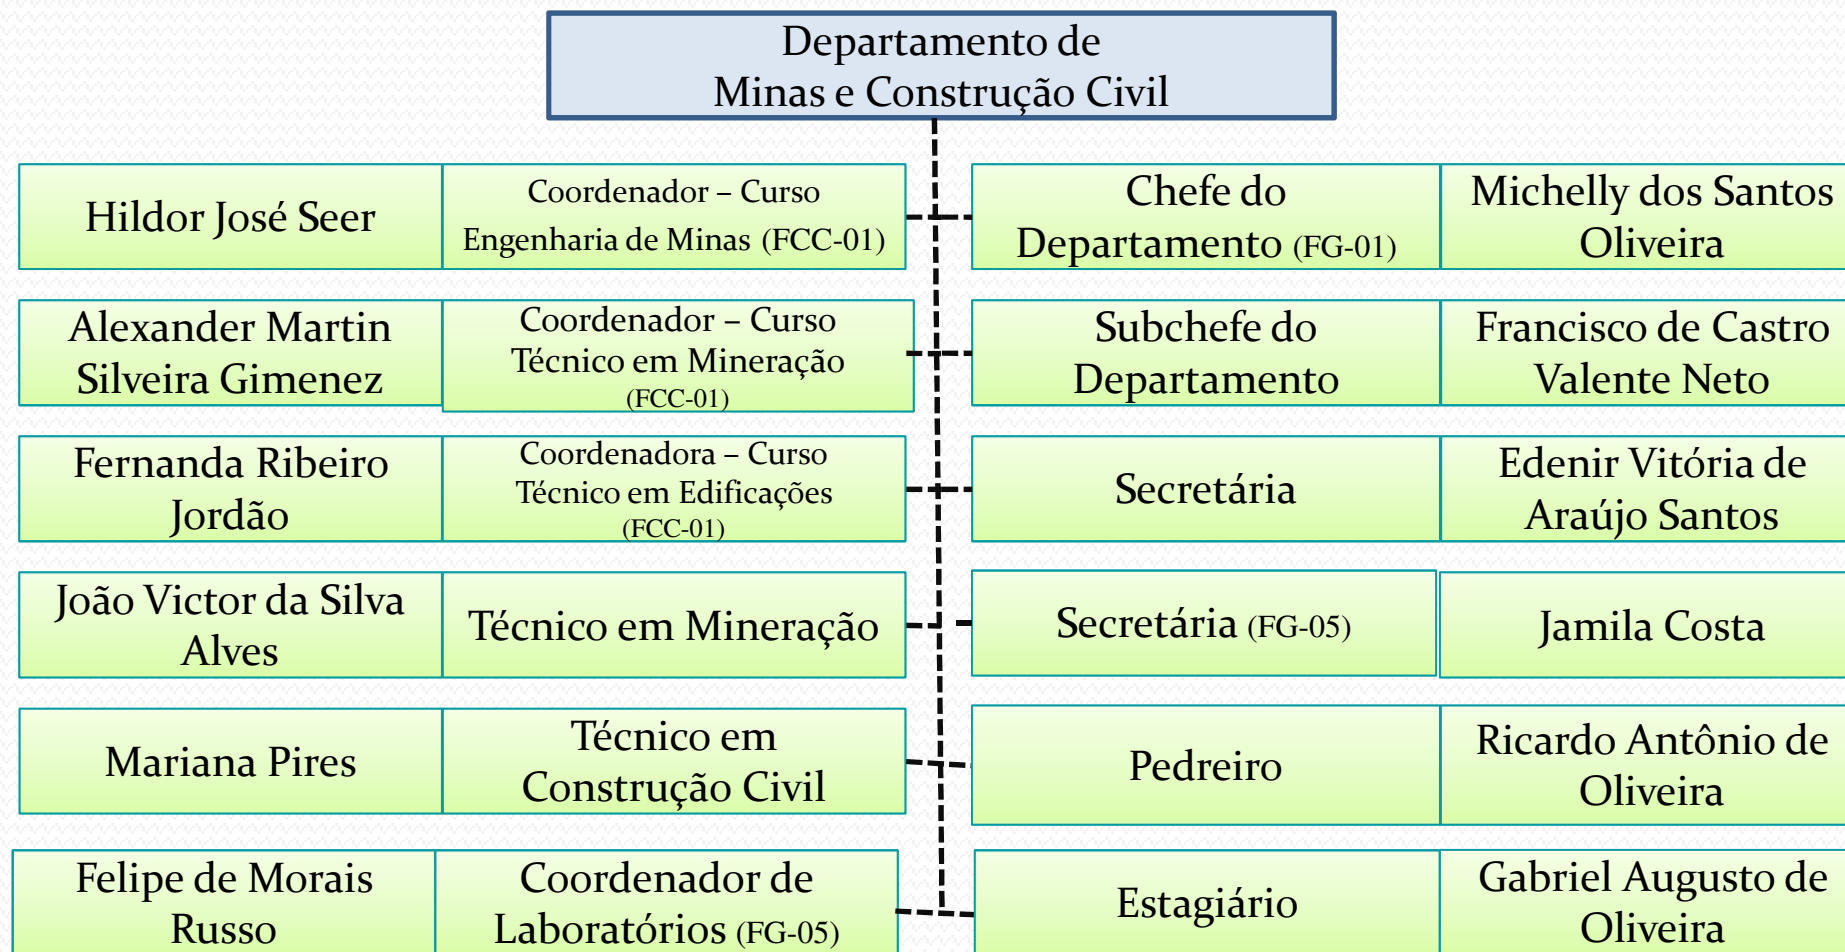 Departamento de
Minas e Construção Civil
Hildor José Seer
Coordenador – Curso
Engenharia de Minas (FCC-01)
Chefe do
Departamento (FG-01)
Michelly dos Santos
Oliveira
Alexander Martin
Silveira Gimenez
Coordenador – Curso
Técnico em Mineração
(FCC-01)
Subchefe do
Departamento
Francisco de Castro
Valente Neto
Fernanda Ribeiro
Jordão
Coordenadora – Curso
Técnico em Edificações
(FCC-01)
Secretária
Edenir Vitória de
Araújo Santos
João Victor da Silva
Alves
Técnico em Mineração
Secretária (FG-05)
Jamila Costa
Mariana Pires
Técnico em
Construção Civil
Pedreiro
Ricardo Antônio de
Oliveira
Felipe de Morais
Russo
Coordenador de
Laboratórios (FG-05)
Estagiário
Gabriel Augusto de
Oliveira